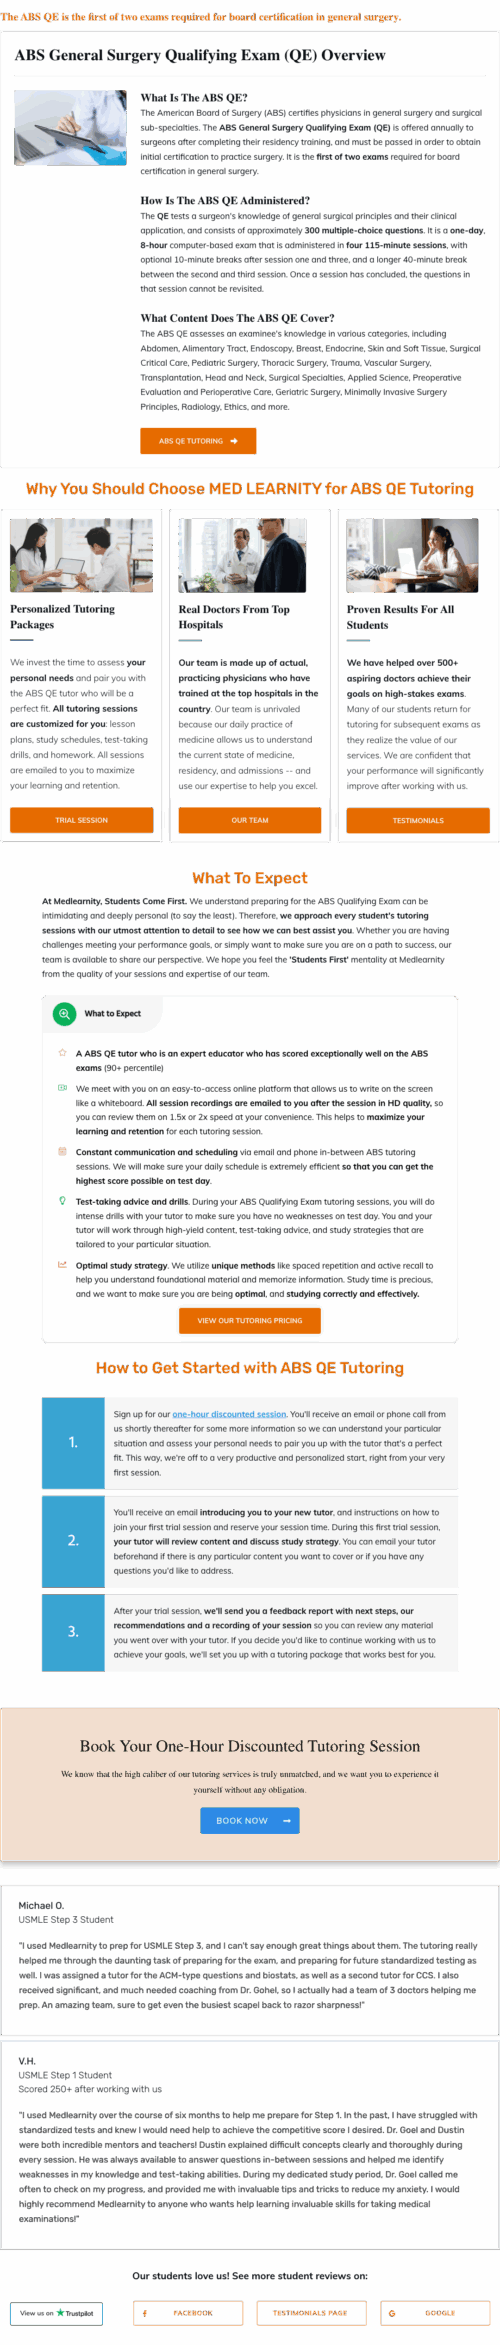 The ABS QE is the first of two exams required for board certification in general surgery.
ABS General Surgery Qualifying Exam (QE) Overview
What Is The ABS QE?
The American Board of Surgery (ABS) certifies physicians in general surgery and surgical
sub-specialties. The ABS General Surgery Qualifying Exam (QE) is offered annually to
surgeons after completing their residency training, and must be passed in order to obtain
initial certification to practice surgery. It is the first of two exams required for board
certification in general surgery.
How Is The ABS QE Administered?
The QE tests a surgeon's knowledge of general surgical principles and their clinical
application, and consists of approximately 300 multiple-choice questions. It is a one-day,
8-hour computer-based exam that is administered in four 115-minute sessions, with
optional 10-minute breaks after session one and three, and a longer 40-minute break
between the second and third session. Once a session has concluded, the questions in
that session cannot be revisited.
What Content Does The ABS QE Cover?
The ABS QE assesses an examinee's knowledge in various categories, including
Abdomen, Alimentary Tract, Endoscopy, Breast, Endocrine, Skin and Soft Tissue, Surgical
Critical Care, Pediatric Surgery, Thoracic Surgery, Trauma, Vascular Surgery,
Transplantation, Head and Neck, Surgical Specialties, Applied Science, Preoperative
Evaluation and Perioperative Care, Geriatric Surgery, Minimally Invasive Surgery
Principles, Radiology, Ethics, and more.
ABS QE TUTORING
Why You Should Choose MED LEARNITY for ABS QE Tutoring
Personalized Tutoring
Packages
We invest the time to assess your
personal needs and pair you with
the ABS QE tutor who will be a
perfect fit. All tutoring sessions
are customized for you: lesson
plans, study schedules, test-taking
drills, and homework. All sessions
are emailed to you to maximize
your learning and retention.
TRIAL SESSION
Real Doctors From Top
Hospitals
Our team is made up of actual,
practicing physicians who have
trained at the top hospitals in the
country. Our team is unrivaled
because our daily practice of
medicine allows us to understand
the current state of medicine,
residency, and admissions -- and
use our expertise to help you excel.
OUR TEAM
Proven Results For All
Students
We have helped over 500+
aspiring doctors achieve their
goals on high-stakes exams.
Many of our students return for
tutoring for subsequent exams as
they realize the value of our
services. We are confident that
your performance will significantly
improve after working with us.
TESTIMONIALS
What To Expect
At Medlearnity, Students Come First. We understand preparing for the ABS Qualifying Exam can be
intimidating and deeply personal (to say the least). Therefore, we approach every student's tutoring
sessions with our utmost attention to detail to see how we can best assist you. Whether you are having
challenges meeting your performance goals, or simply want to make sure you are on a path to success, our
team is available to share our perspective. We hope you feel the 'Students First' mentality at Medlearnity
from the quality of your sessions and expertise of our team.
What to Expect
A ABS QE tutor who is an expert educator who has scored exceptionally well on the ABS
exams (90+ percentile)
We meet with you on an easy-to-access online platform that allows us to write on the screen
like a whiteboard. All session recordings are emailed to you after the session in HD quality, so
you can review them on 1.5x or 2x speed at your convenience. This helps to maximize your
learning and retention for each tutoring session.
Constant communication and scheduling via email and phone in-between ABS tutoring
sessions. We will make sure your daily schedule is extremely efficient so that you can get the
highest score possible on test day.
Test-taking advice and drills. During your ABS Qualifying Exam tutoring sessions, you will do
intense drills with your tutor to make sure you have no weaknesses on test day. You and your
tutor will work through high-yield content, test-taking advice, and study strategies that are
tailored to your particular situation.
Optimal study strategy. We utilize unique methods like spaced repetition and active recall to
help you understand foundational material and memorize information. Study time is precious,
and we want to make sure you are being optimal, and studying correctly and effectively.
VIEW OUR TUTORING PRICING
How to Get Started with ABS QE Tutoring
1.
Sign up for our one-hour discounted session. You'll receive an email or phone call from
us shortly thereafter for some more information so we can understand your particular
situation and assess your personal needs to pair you up with the tutor that's a perfect
fit. This way, we're off to a very productive and personalized start, right from your very
first session.
2.
You'll receive an email introducing you to your new tutor, and instructions on how to
join your first trial session and reserve your session time. During this first trial session,
your tutor will review content and discuss study strategy. You can email your tutor
beforehand if there is any particular content you want to cover or if you have any
questions you'd like to address.
3.
After your trial session, we'll send you a feedback report with next steps, our
recommendations and a recording of your session so you can review any material
you went over with your tutor. If you decide you'd like to continue working with us to
achieve your goals, we'll set you up with a tutoring package that works best for you.
Book Your One-Hour Discounted Tutoring Session
We know that the high caliber of our tutoring services is truly unmatched, and we want you to experience it
yourself without any obligation.
BOOK NOW
Michael O.
USMLE Step 3 Student
"I used Medlearnity to prep for USMLE Step 3, and I can't say enough great things about them. The tutoring really
helped me through the daunting task of preparing for the exam, and preparing for future standardized testing as
well. I was assigned a tutor for the ACM-type questions and biostats, as well as a second tutor for CCS. I also
received significant, and much needed coaching from Dr. Gohel, so I actually had a team of 3 doctors helping me
prep. An amazing team, sure to get even the busiest scapel back to razor sharpness!"
V.H.
USMLE Step 1 Student
Scored 250+ after working with us
"I used Medlearnity over the course of six months to help me prepare for Step 1. In the past, I have struggled with
standardized tests and knew I would need help to achieve the competitive score I desired. Dr. Goel and Dustin
were both incredible mentors and teachers! Dustin explained difficult concepts clearly and thoroughly during
every session. He was always available to answer questions in-between sessions and helped me identify
weaknesses in my knowledge and test-taking abilities. During my dedicated study period, Dr. Goel called me
often to check on my progress, and provided me with invaluable tips and tricks to reduce my anxiety. I would
highly recommend Medlearnity to anyone who wants help learning invaluable skills for taking medical
examinations!"
Our students love us! See more student reviews on:
View us on Trustpilot
FACEBOOK
TESTIMONIALS PAGE
GOOGLE